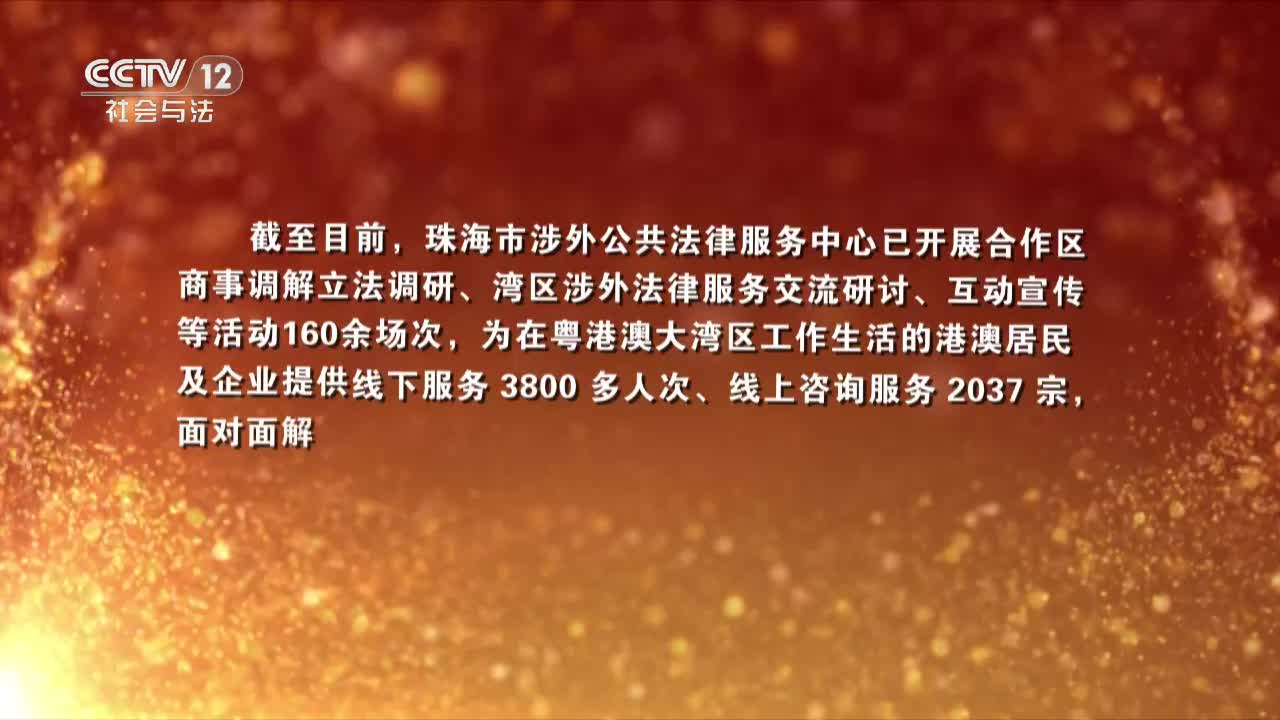 CCTV 12
社会与法
截至目前，珠海市涉外公共法律服务中心已开展合作区
商事调解立法调研、湾区涉外法律服务交流研讨、互动宣传
等活动160余场次，为在粤港澳大湾区工作生活的港澳居民
及企业提供线下服务 3800 多人次、线上咨询服务 2037 宗，
面对面解